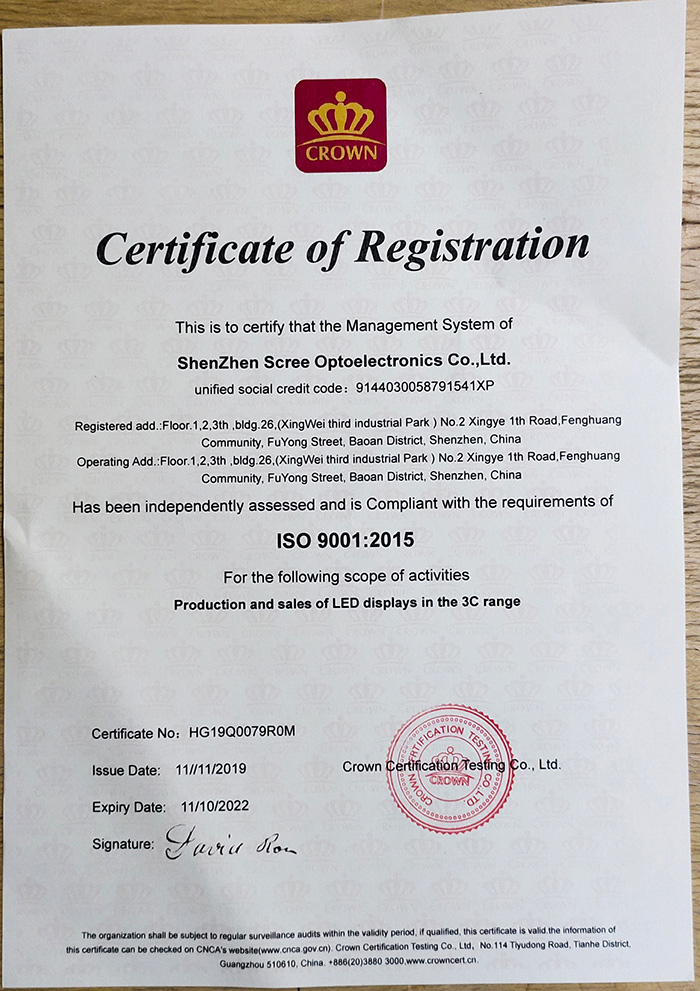 CROWN
Certificate of Registration
This is to certify that the Management System of
ShenZhen Scree Optoelectronics Co.,Ltd.
unified social credit code：9144030058791541XP
Registered add.:Floor.1,2,3th ,bldg.26,(XingWei third industrial Park ) No.2 Xingye 1th Road,Fenghuang
Community, FuYong Street, Baoan District, Shenzhen, China
Operating Add.:Floor.1,2,3th ,bldg.26,(XingWei third industrial Park ) No.2 Xingye 1th Road,Fenghuang
Community, FuYong Street, Baoan District, Shenzhen, China
Has been independently assessed and is Compliant with the requirements of
ISO 9001:2015
For the following scope of activities
Production and sales of LED displays in the 3C range
Certificate No：HG19Q0079R0M
Issue Date: 11//11/2019
Crown Certification Testing Co., Ltd.
CROWN CERTIFICATION TESTING CO.,LTD.
CROWN
Expiry Date: 11/10/2022
Signature: David
The organization shall be subject to regular surveillance audits within the validity period, if qualified, this certificate is valid.the information of
this certificate can be checked on CNCA's website(www.cnca.gov.cn). Crown Certification Testing Co., Ltd，No.114 Tiyudong Road, Tianhe District,
Guangzhou 510610, China. +886(20)3880 3000,www.crowncert.cn.